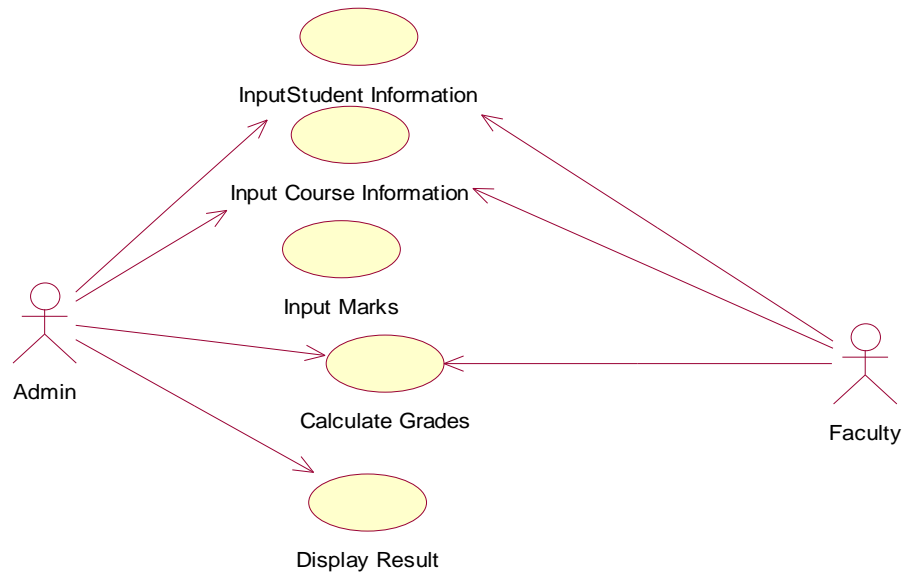 InputStudent Information
Input Course Information
Input Marks
Admin
Calculate Grades
Faculty
Display Result